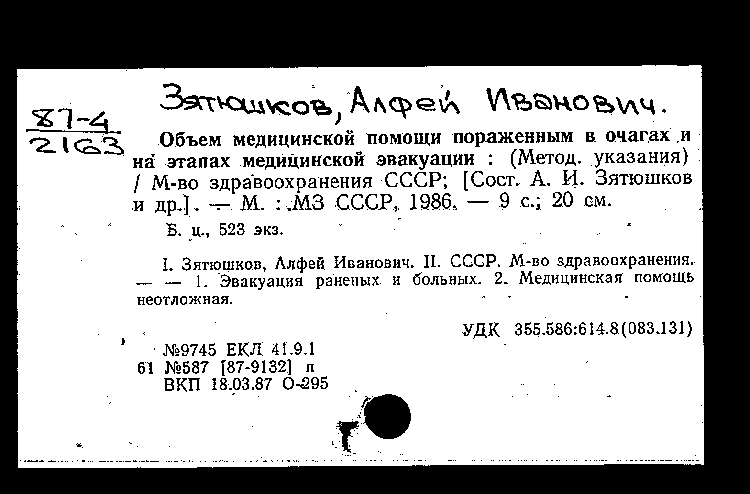 Зятюшков, Алфей Иванович.
87-4
2163
Объем медицинской помощи пораженным в очагах и
на этапах медицинской эвакуации : (Метод. указания)
/ М-во здравоохранения СССР; [Сост. А. И. Зятюшков
и др.]. — М. : МЗ СССР, 1986. — 9 с.; 20 см.
Б. ц., 523 экз.
I. Зятюшков, Алфей Иванович. II. СССР. М-во здравоохранения.
— — 1. Эвакуация раненых и больных. 2. Медицинская помощь
неотложная.
УДК 355.586:614.8(083.131)
№9745 ЕКЛ 41.9.1
61 №587 [87-9132] п
ВКП 18.03.87 О-295